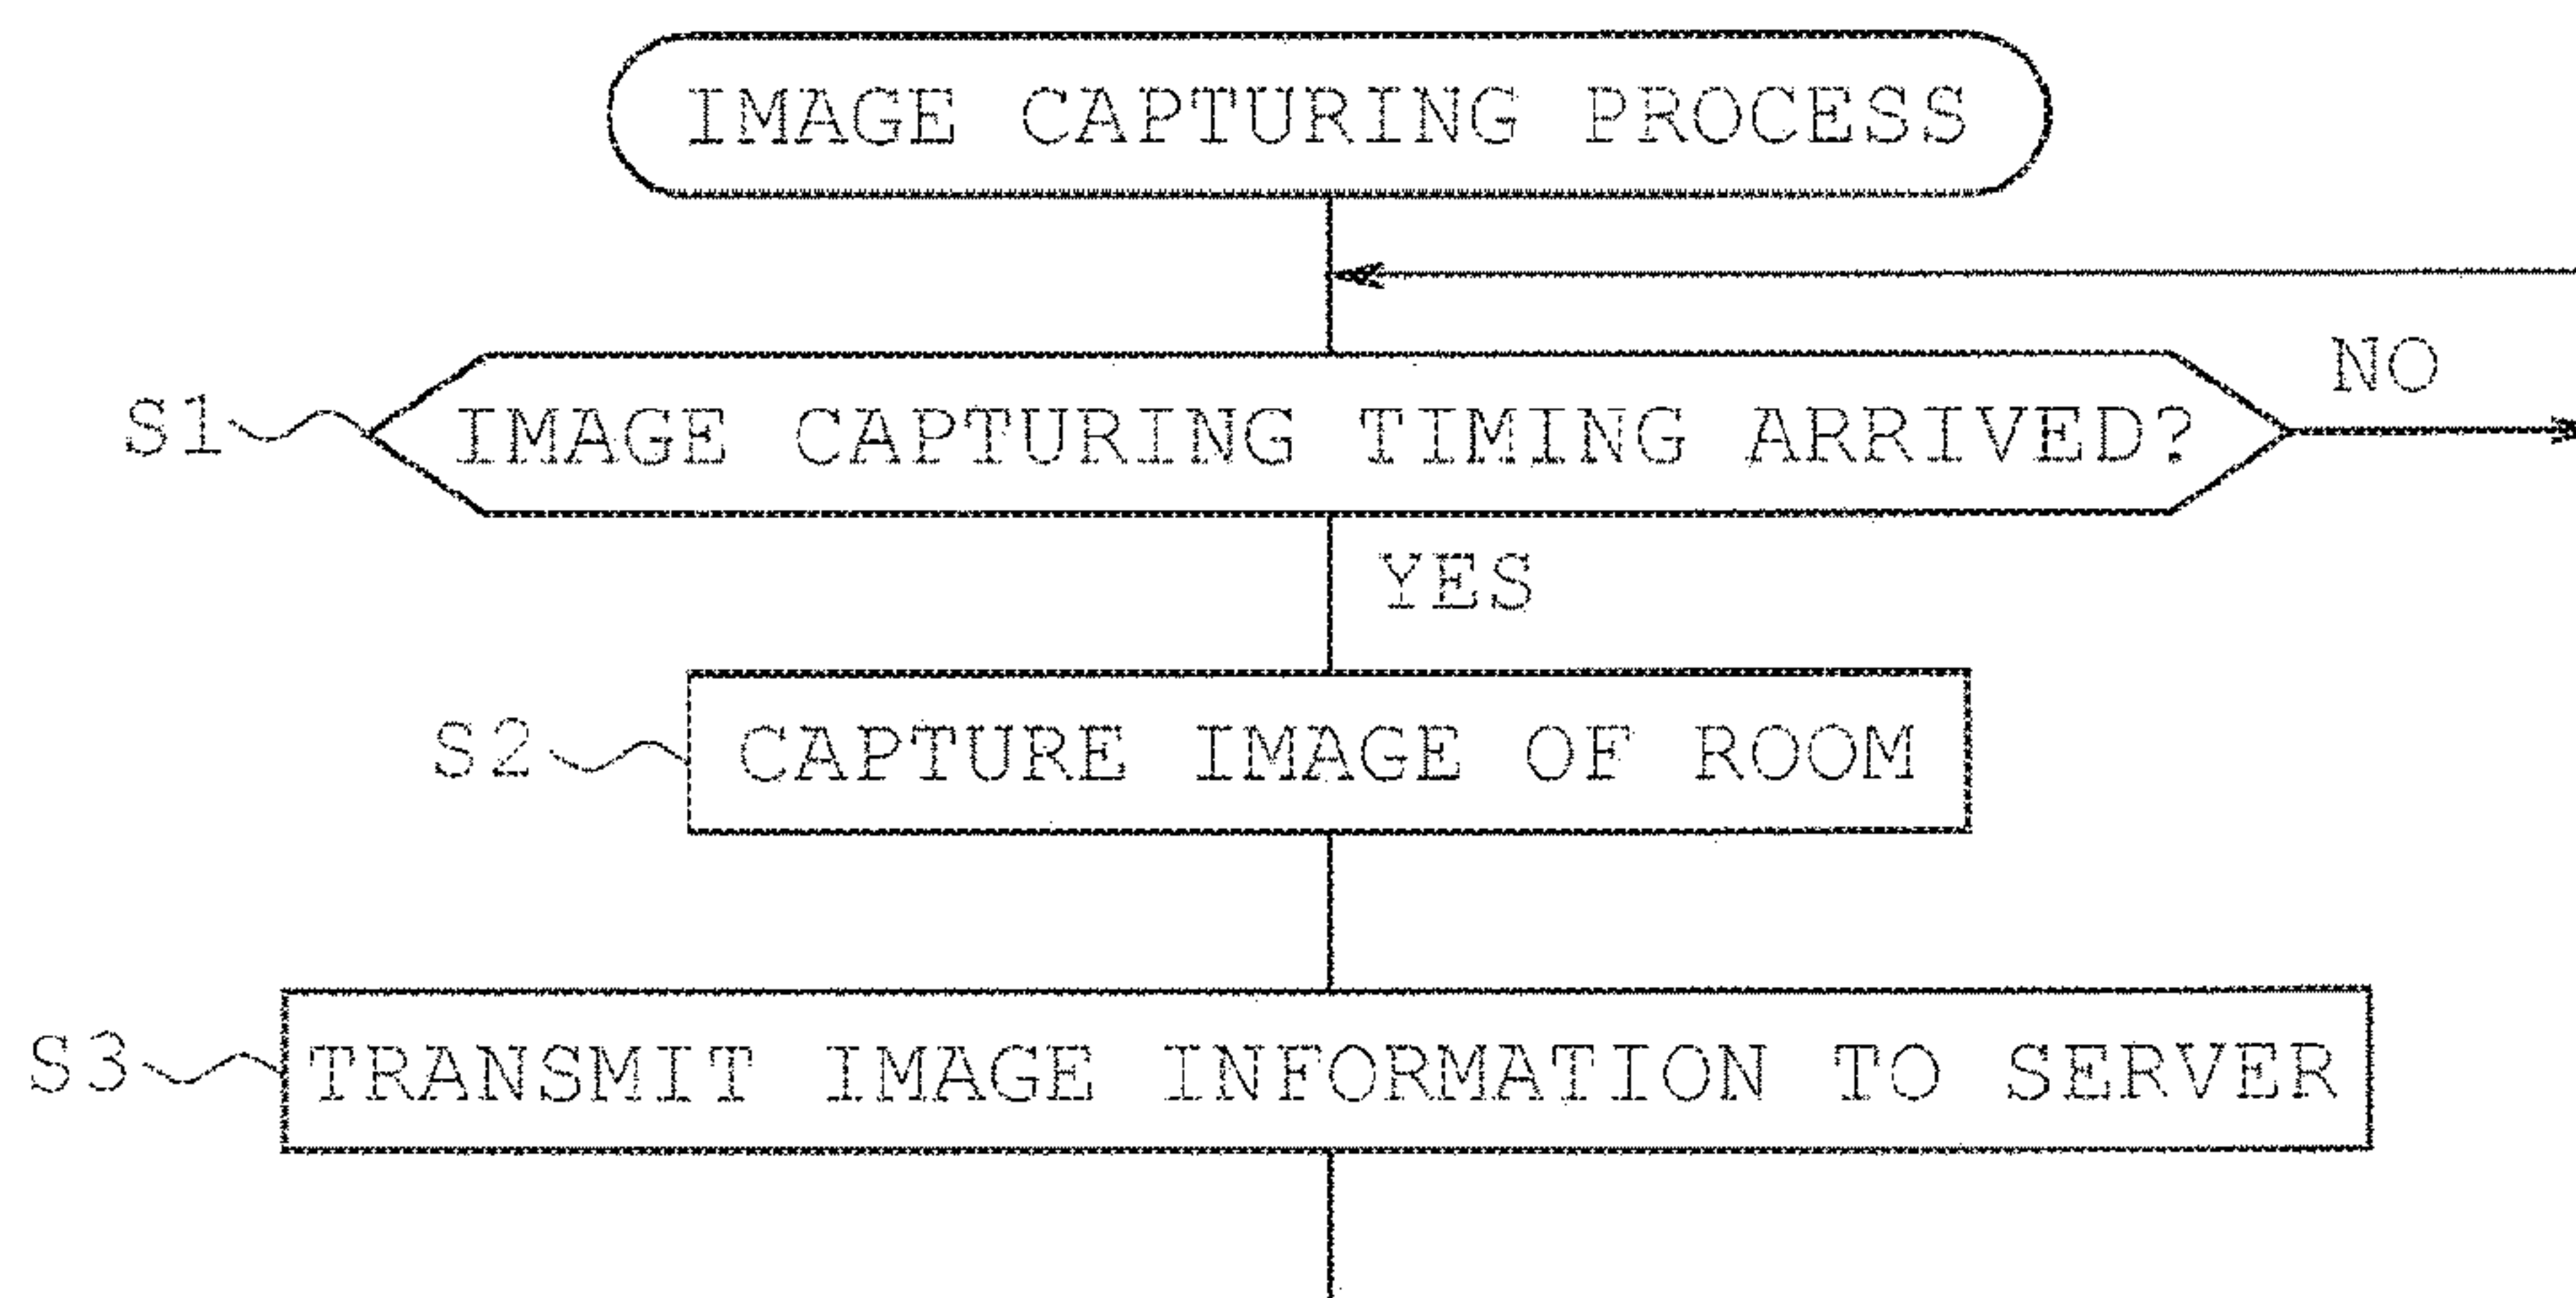 IMAGE CAPTURING PROCESS
S1 IMAGE CAPTURING TIMING ARRIVED? NO
YES
S2 CAPTURE IMAGE OF ROOM
S3 TRANSMIT IMAGE INFORMATION TO SERVER